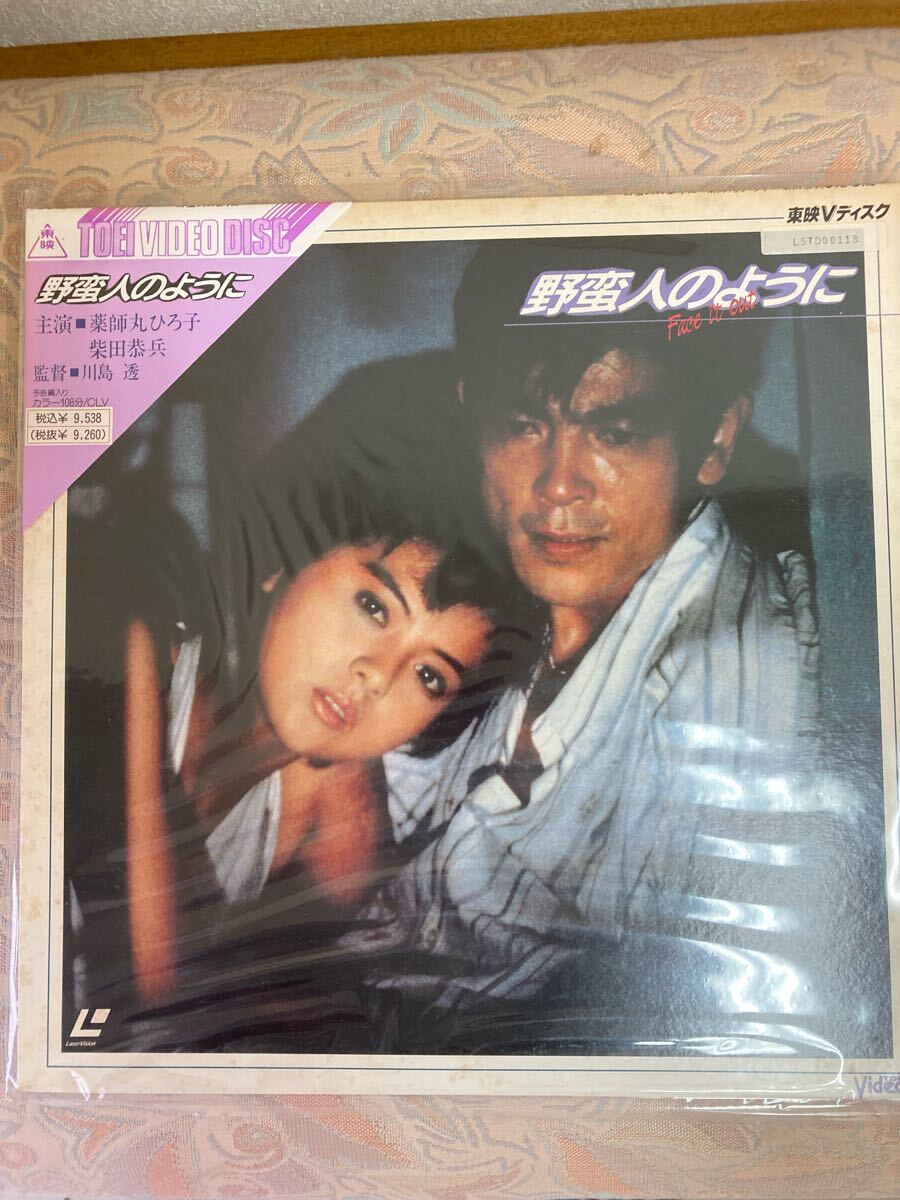 東映
TOEI VIDEO DISC
野蛮人のように
主演■薬師丸ひろ子
柴田恭兵
監督■川島 透
予告編入り
カラー108分/CLV
税込¥ 9,538
(税抜¥ 9,260)
東映Vディスク
LSTD00118
野蛮人のように
Face it out
LaserVision
Video